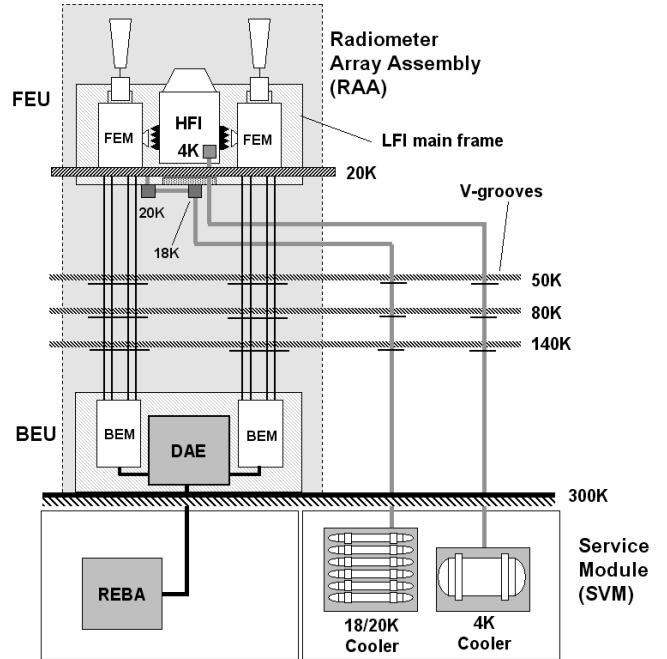 Radiometer
Array Assembly
(RAA)
FEU
FEM
HFI
4K
FEM
LFI main frame
20K
20K
18K
V-grooves
50K
80K
140K
BEU
BEM
DAE
BEM
300K
REBA
18/20K
Cooler
4K
Cooler
Service
Module
(SVM)